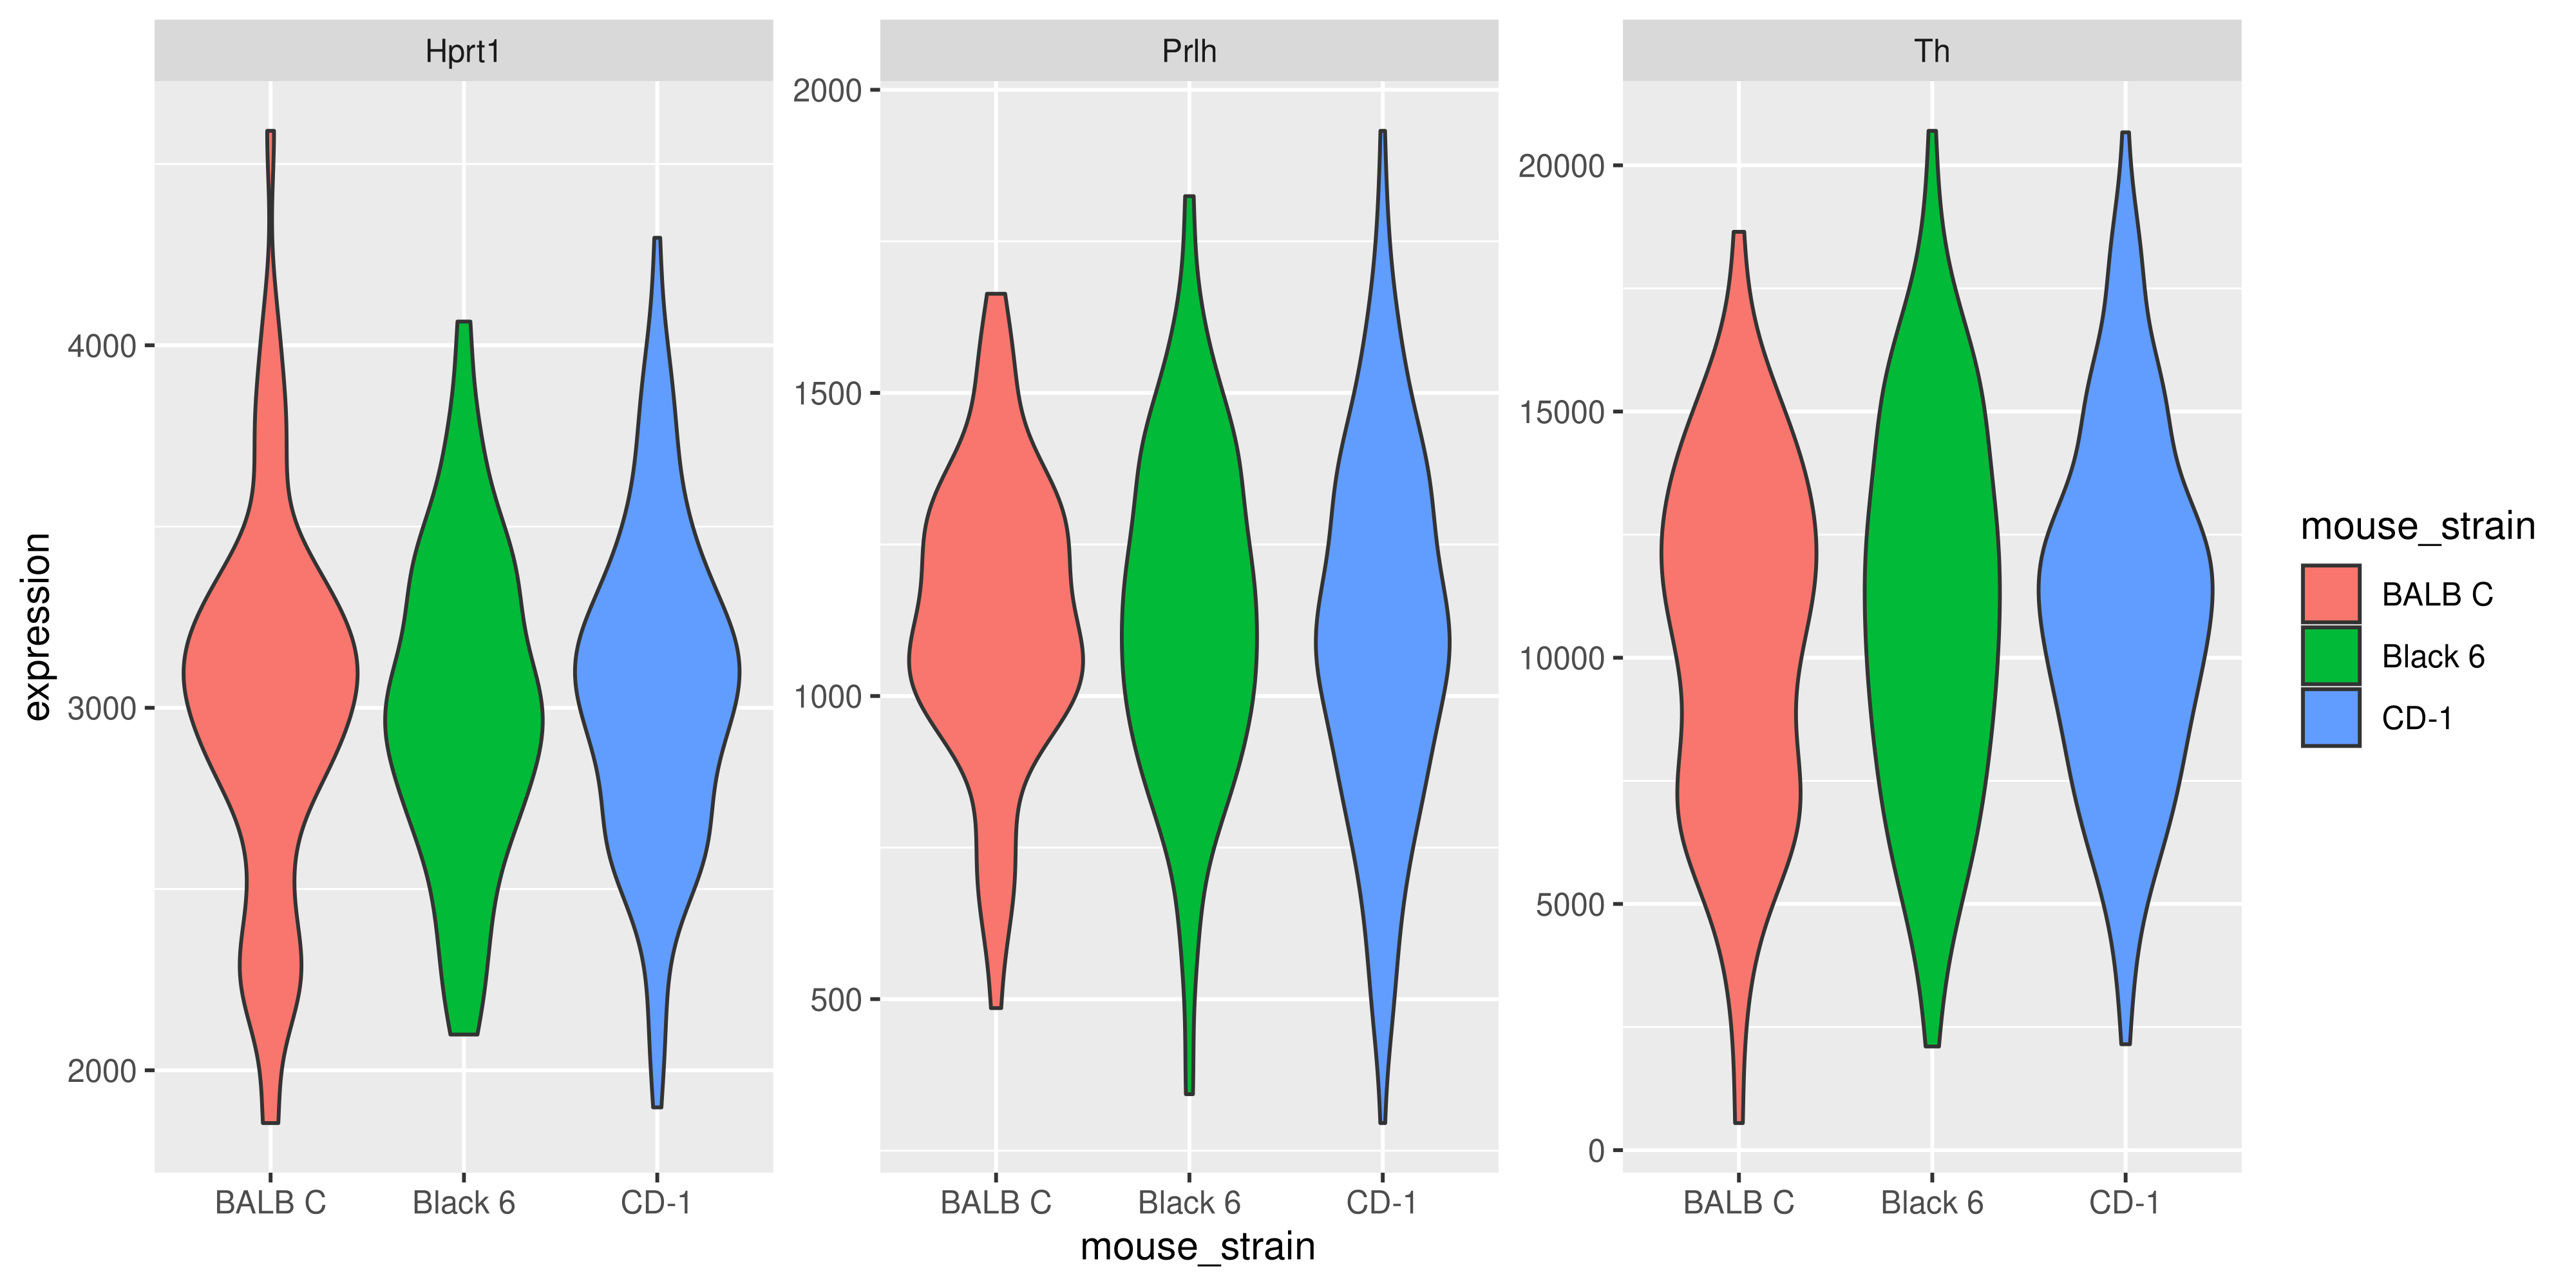 Hprt1 Prlh Th
expression
4000
3000
2000
2000
1500
1000
500
20000
15000
10000
5000
0
BALB C Black 6 CD-1 BALB C Black 6 CD-1 BALB C Black 6 CD-1
mouse_strain
mouse_strain
BALB C
Black 6
CD-1